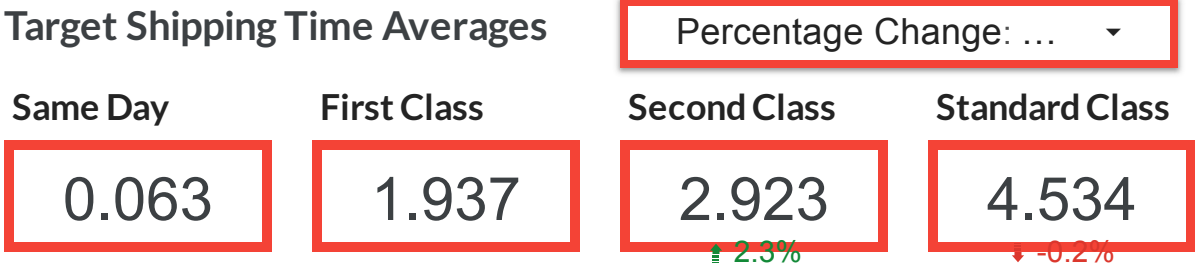 Target Shipping Time Averages
Percentage Change: ...
Same Day
First Class
Second Class
Standard Class
0.063
1.937
2.923
4.534
2.3%
-0.2%